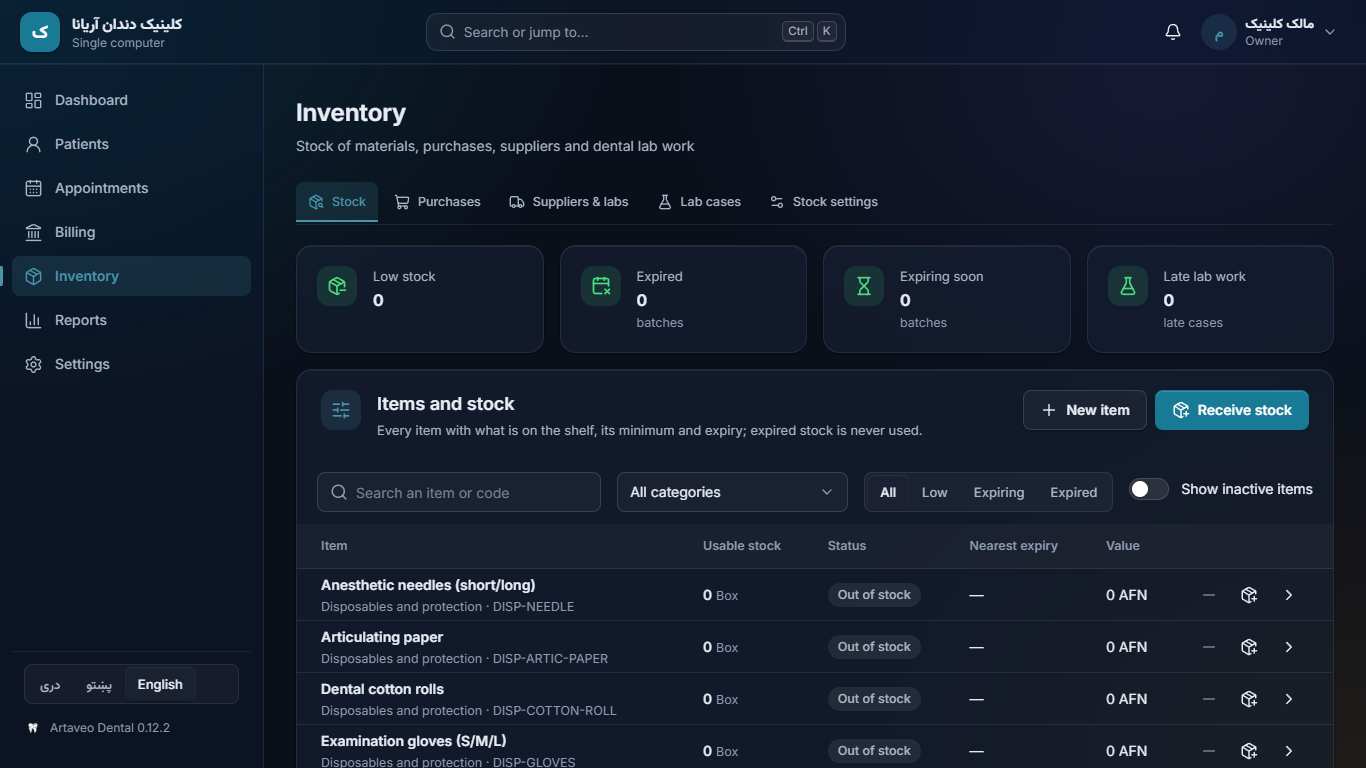 ک
کلینیک دندان آریانا
Single computer
Search or jump to...
Ctrl K
م
مالک کلینیک
Owner
Dashboard
Patients
Appointments
Billing
Inventory
Reports
Settings
دری پښتو English
Artaveo Dental 0.12.2
Inventory
Stock of materials, purchases, suppliers and dental lab work
Stock Purchases Suppliers & labs Lab cases Stock settings
Low stock
0
Expired
0
batches
Expiring soon
0
batches
Late lab work
0
late cases
Items and stock
Every item with what is on the shelf, its minimum and expiry; expired stock is never used.
New item
Receive stock
Search an item or code
All categories
All Low Expiring Expired
Show inactive items
Item Usable stock Status Nearest expiry Value
Anesthetic needles (short/long)
Disposables and protection · DISP-NEEDLE
0 Box Out of stock — 0 AFN —
Articulating paper
Disposables and protection · DISP-ARTIC-PAPER
0 Box Out of stock — 0 AFN —
Dental cotton rolls
Disposables and protection · DISP-COTTON-ROLL
0 Box Out of stock — 0 AFN —
Examination gloves (S/M/L)
Disposables and protection · DISP-GLOVES
0 Box Out of stock — 0 AFN —